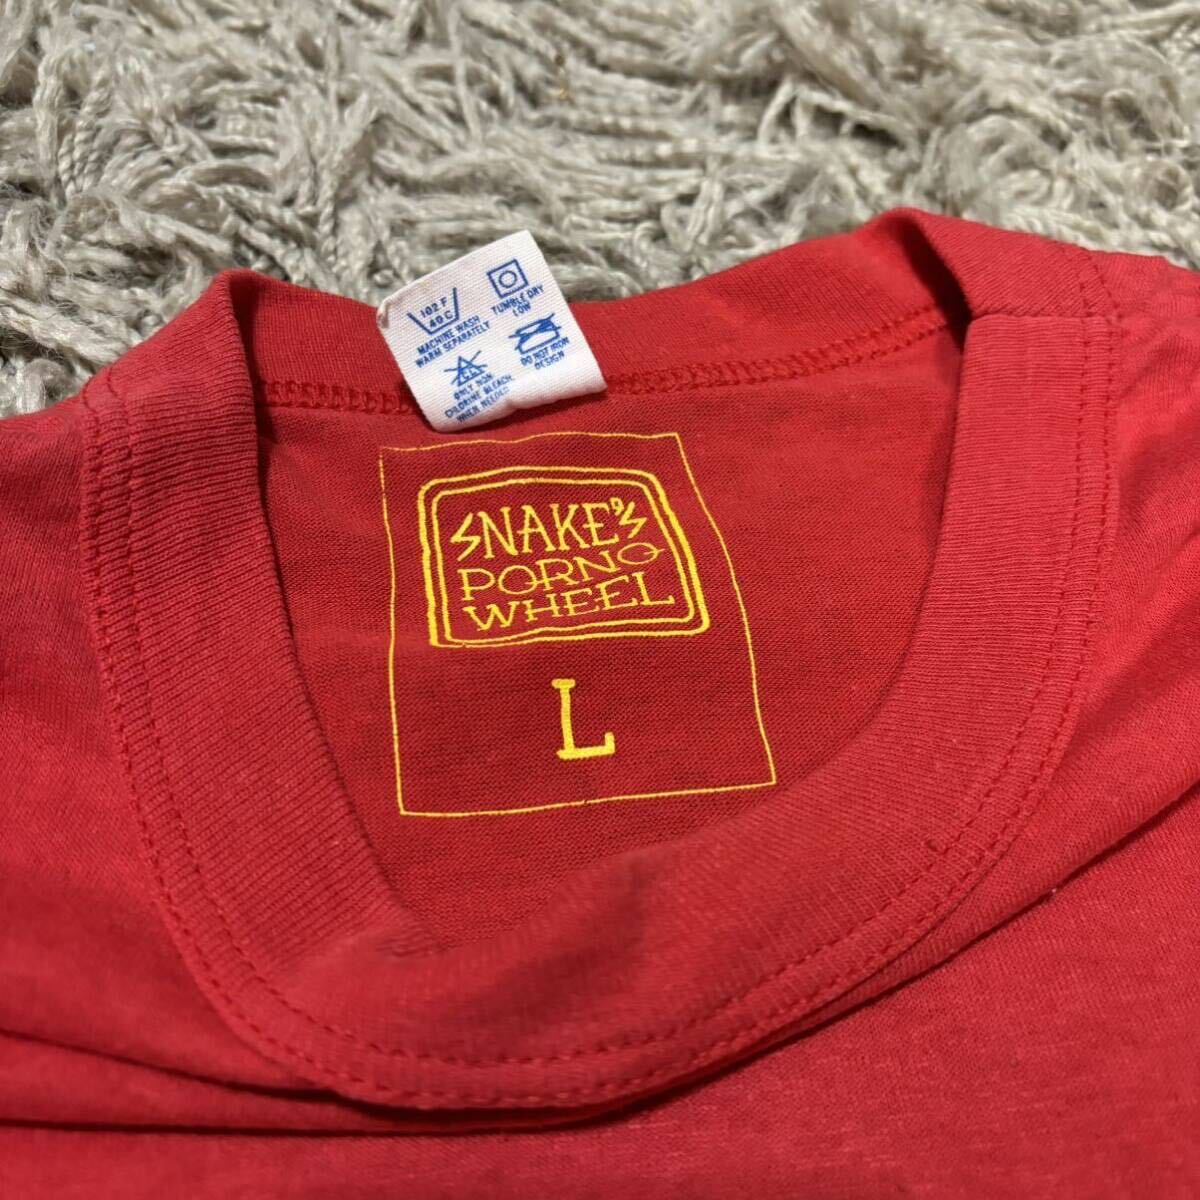 102 F
40 C
MACHINE WASH
WARM SEPARATELY
TUMBLE DRY
LOW
ONLY NON
CHLORINE BLEACH
WHEN NEEDED
DO NOT IRON
DESIGN
SNAKE'S
PORNO
WHEEL
L